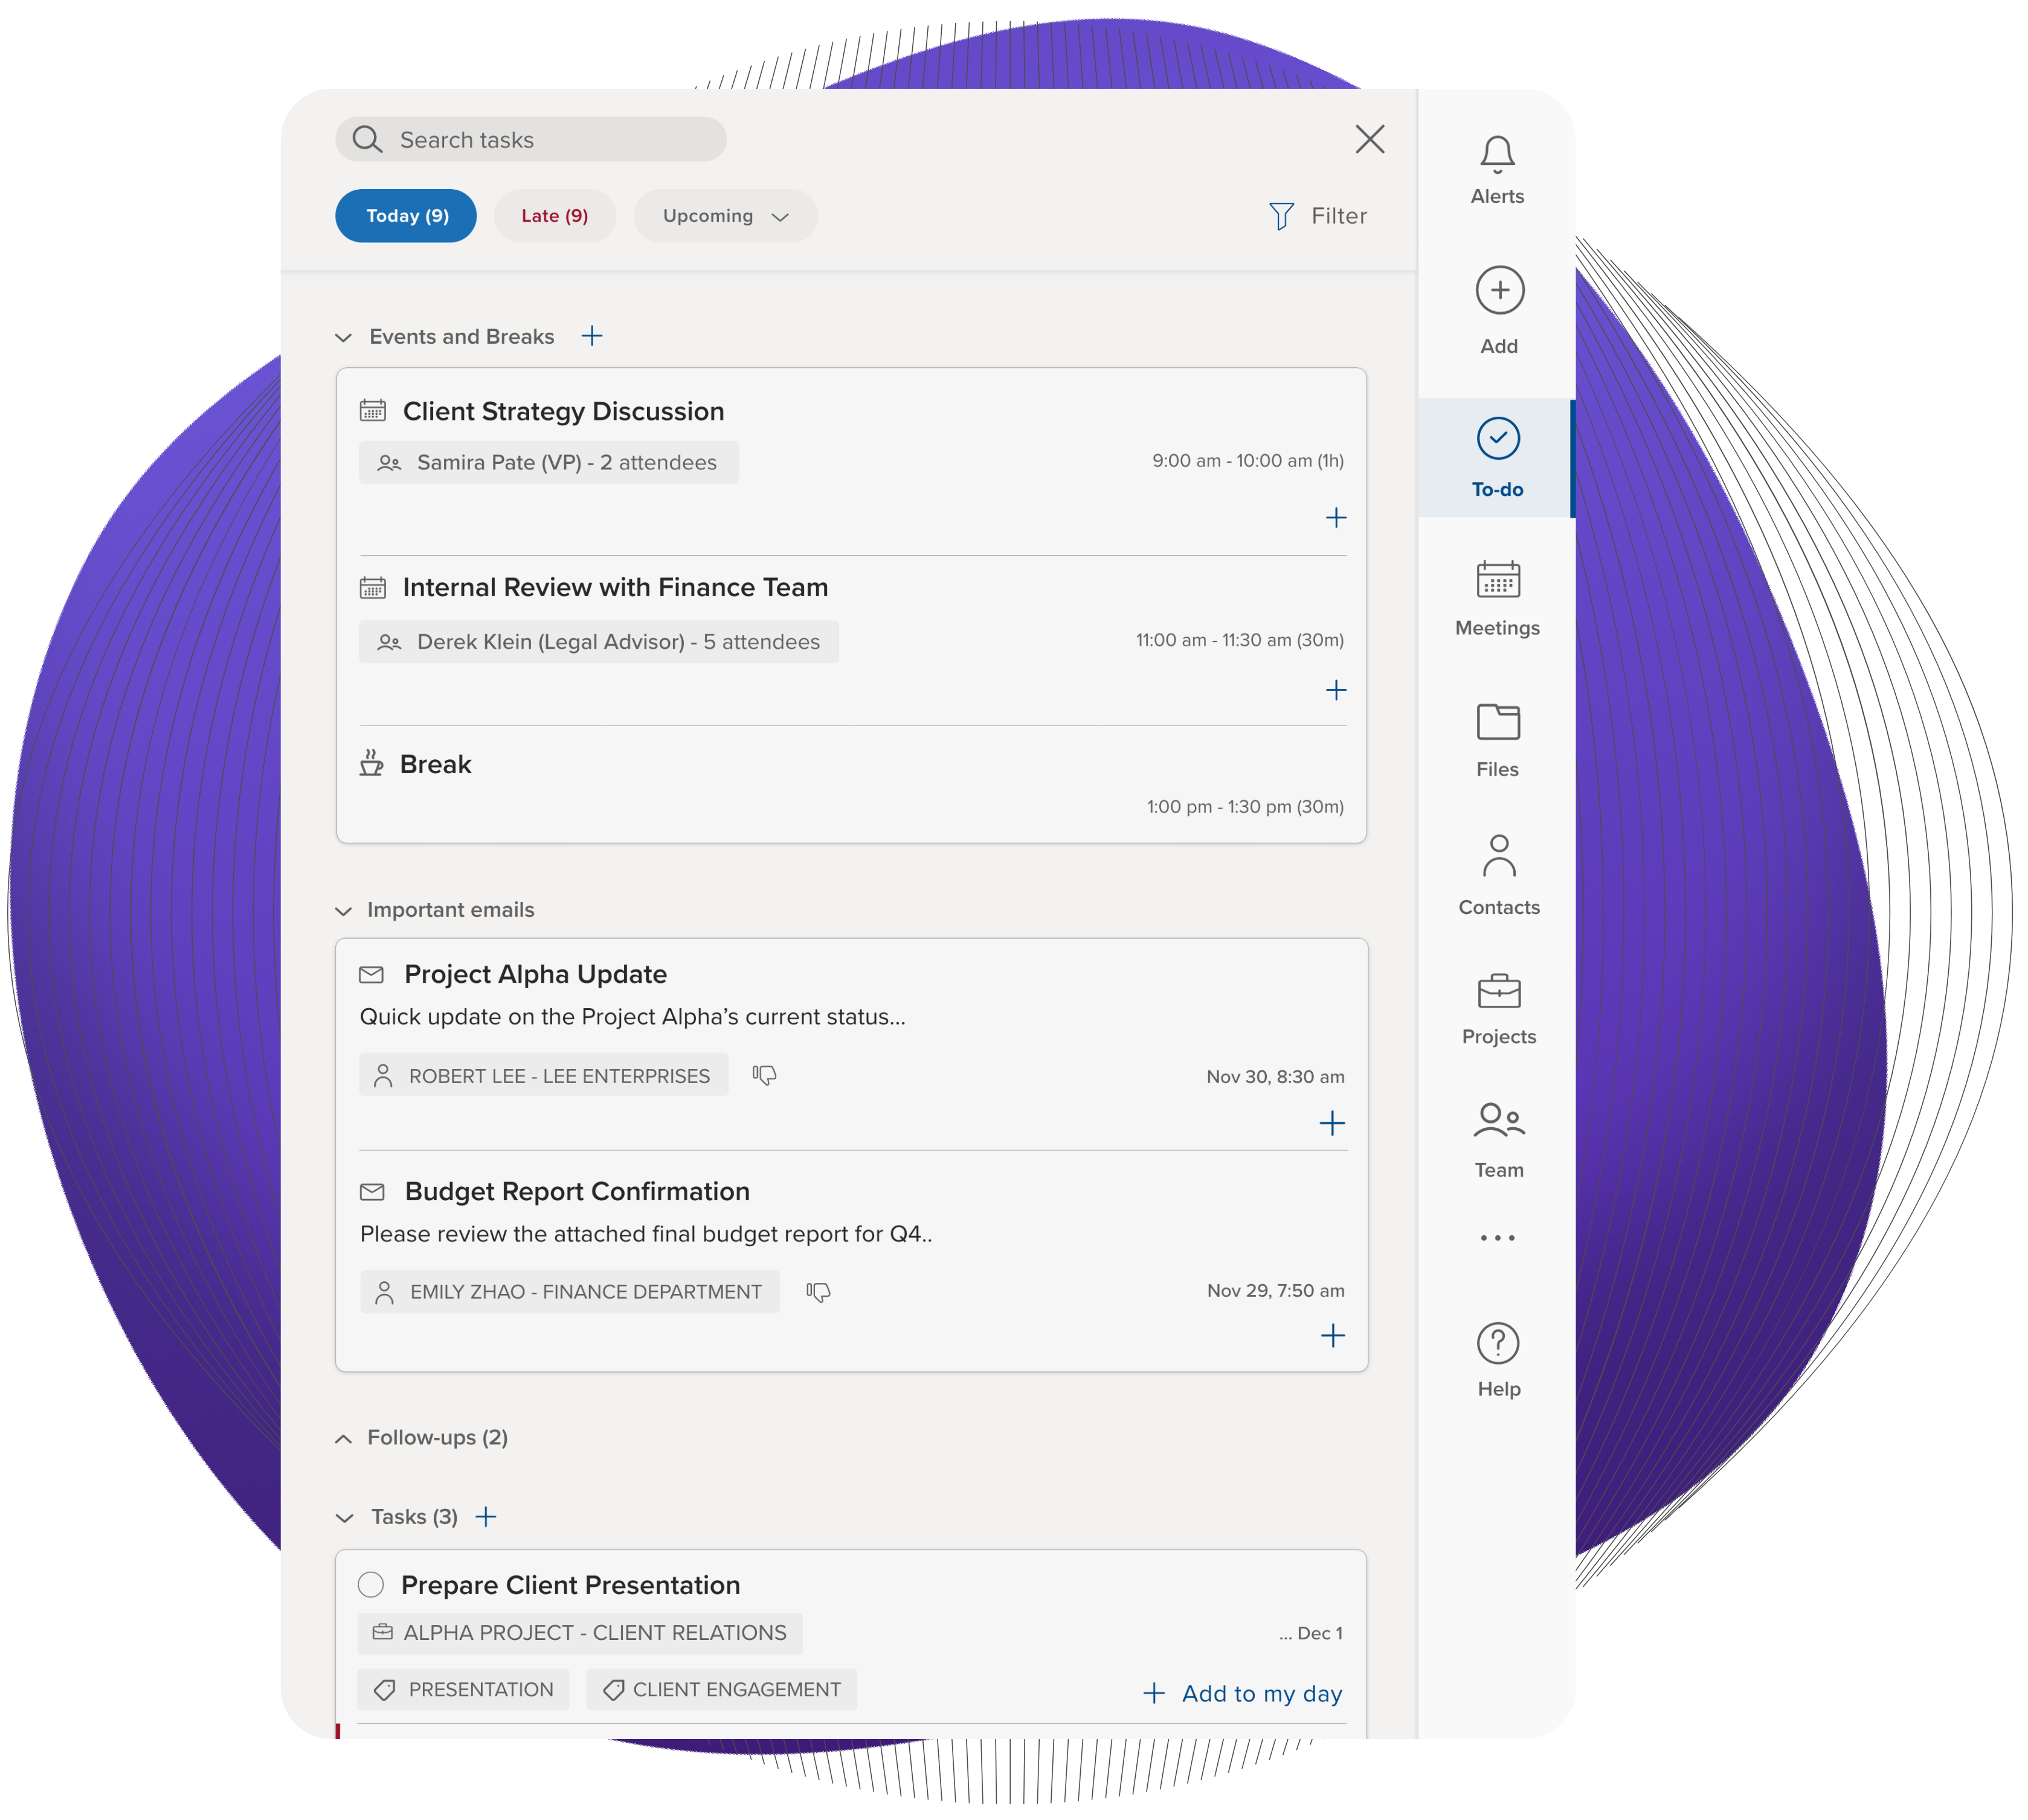 Search tasks
Today (9)
Late (9)
Upcoming
Filter
Events and Breaks
Client Strategy Discussion
Samira Pate (VP) - 2 attendees
9:00 am - 10:00 am (1h)
Internal Review with Finance Team
Derek Klein (Legal Advisor) - 5 attendees
11:00 am - 11:30 am (30m)
Break
1:00 pm - 1:30 pm (30m)
Important emails
Project Alpha Update
Quick update on the Project Alpha’s current status...
ROBERT LEE - LEE ENTERPRISES
Nov 30, 8:30 am
Budget Report Confirmation
Please review the attached final budget report for Q4..
EMILY ZHAO - FINANCE DEPARTMENT
Nov 29, 7:50 am
Follow-ups (2)
Tasks (3)
Prepare Client Presentation
ALPHA PROJECT - CLIENT RELATIONS
... Dec 1
PRESENTATION
CLIENT ENGAGEMENT
Add to my day
Alerts
Add
To-do
Meetings
Files
Contacts
Projects
Team
Help